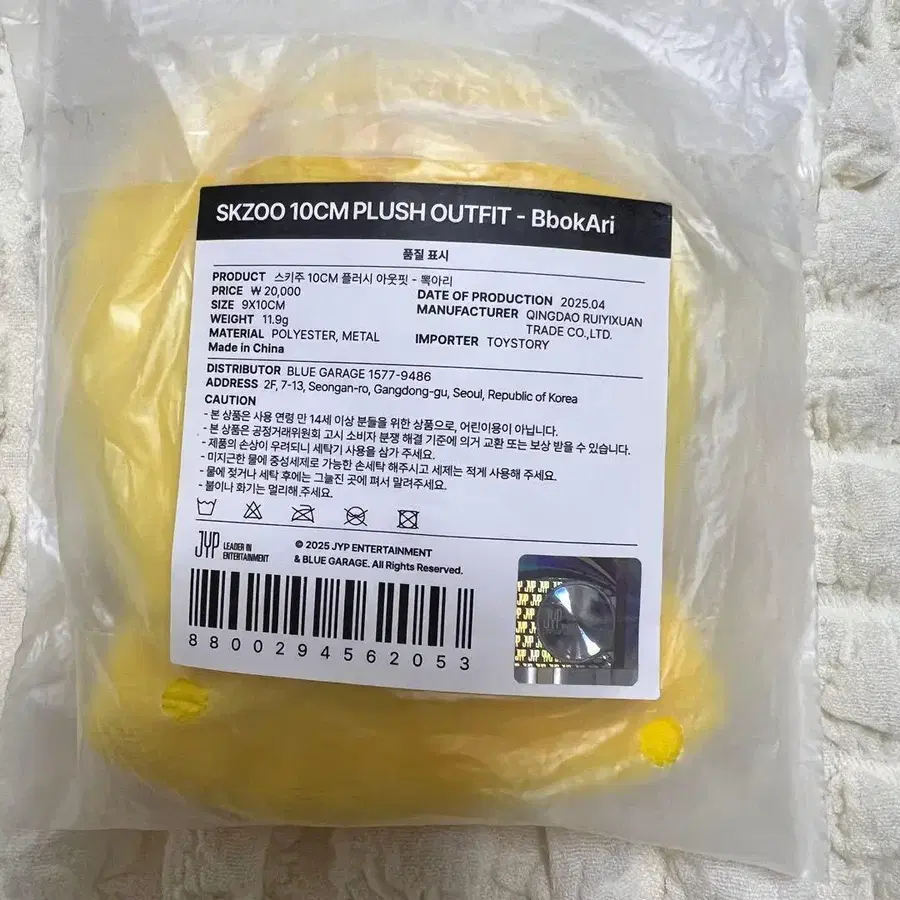 SKZOO 10CM PLUSH OUTFIT - BbokAri
품질 표시
PRODUCT 스키주 10CM 플러시 아웃핏 - 뽁아리
PRICE ₩ 20,000
SIZE 9X10CM
WEIGHT 11.9g
MATERIAL POLYESTER, METAL
Made in China
DATE OF PRODUCTION 2025.04
MANUFACTURER QINGDAO RUIYIXUAN
TRADE CO.,LTD.
IMPORTER TOYSTORY
DISTRIBUTOR BLUE GARAGE 1577-9486
ADDRESS 2F, 7-13, Seongan-ro, Gangdong-gu, Seoul, Republic of Korea
CAUTION
- 본 상품은 사용 연령 만 14세 이상 분들을 위한 상품으로, 어린이용이 아닙니다.
- 본 상품은 공정거래위원회 고시 소비자 분쟁 해결 기준에 의거 교환 또는 보상 받을 수 있습니다.
- 제품의 손상이 우려되니 세탁기 사용을 삼가 주세요.
- 미지근한 물에 중성세제로 가능한 손세탁 해주시고 세제는 적게 사용해 주세요.
- 물에 젖거나 세탁 후에는 그늘진 곳에 펴서 말려주세요.
- 불이나 화기는 멀리해 주세요.
JYP LEADER IN
ENTERTAINMENT
© 2025 JYP ENTERTAINMENT
& BLUE GARAGE. All Rights Reserved.
8800294562053
JYP